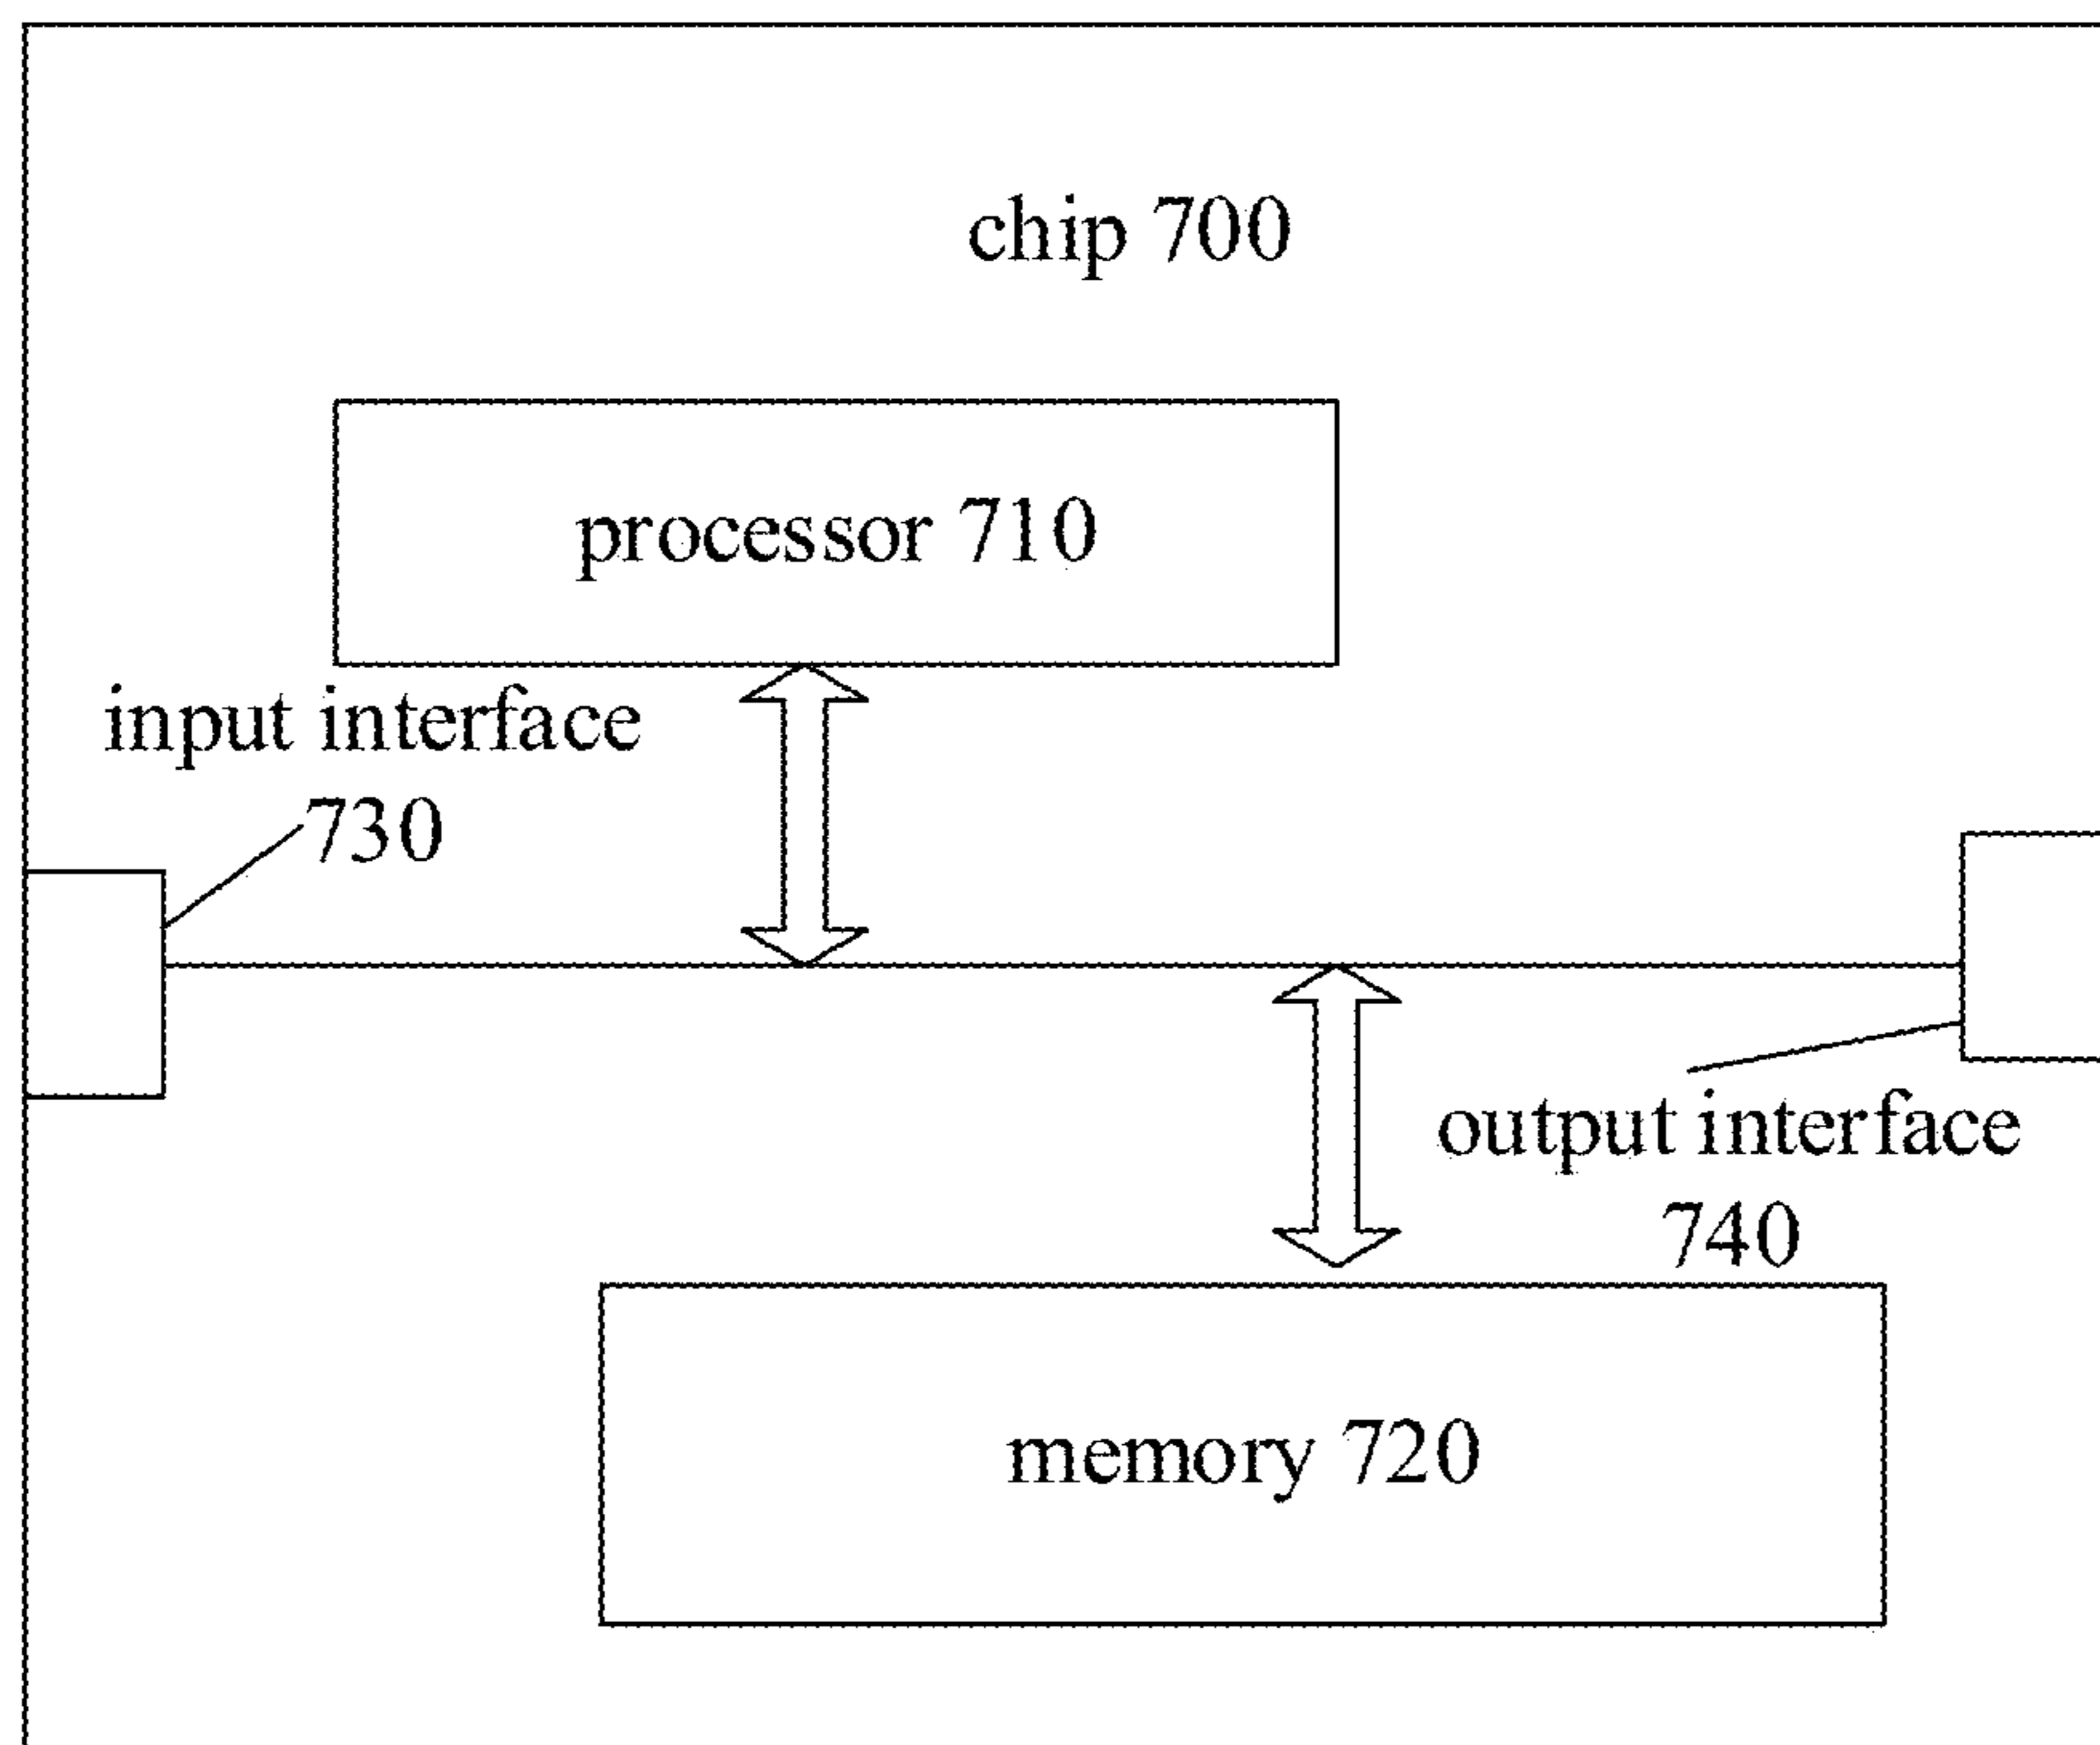 chip 700
processor 710
input interface
730
output interface
740
memory 720